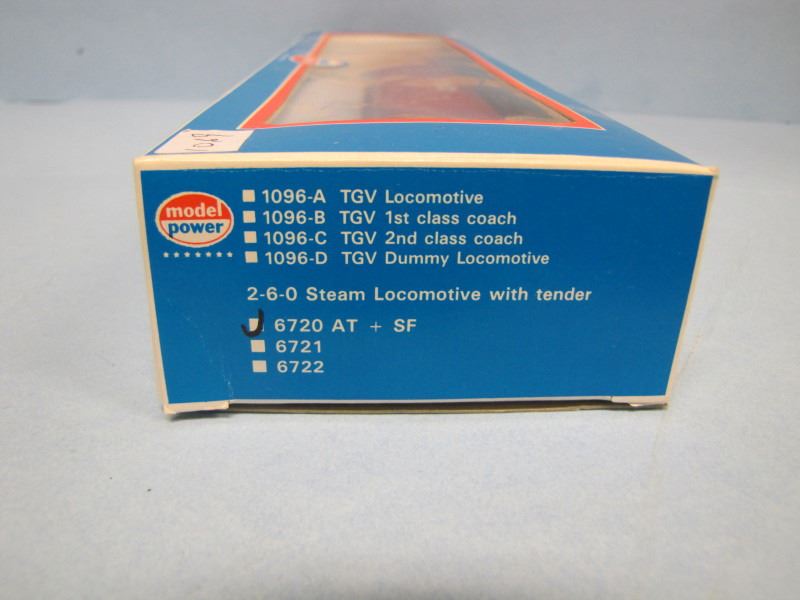 1069
model
power
1096-A TGV Locomotive
1096-B TGV 1st class coach
1096-C TGV 2nd class coach
1096-D TGV Dummy Locomotive
2-6-0 Steam Locomotive with tender
6720 AT + SF
6721
6722